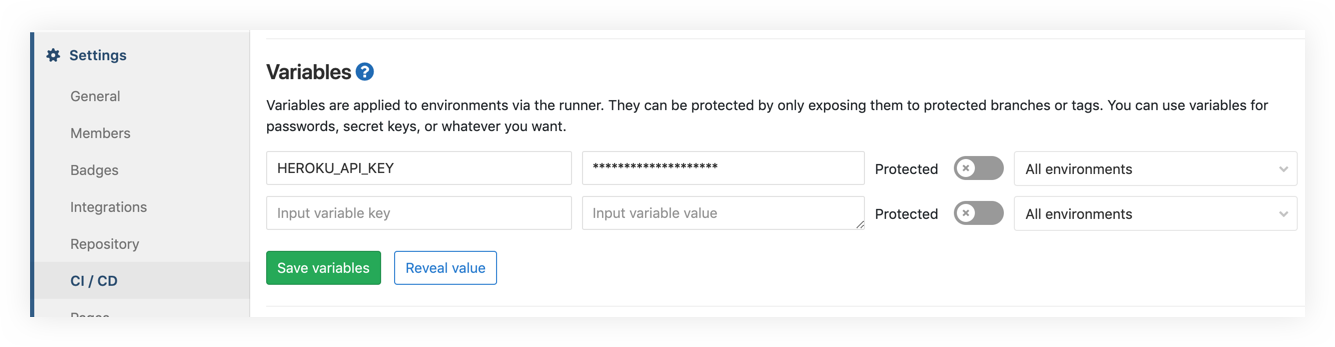 Settings
General
Members
Badges
Integrations
Repository
CI / CD
Pages
Variables ?
Variables are applied to environments via the runner. They can be protected by only exposing them to protected branches or tags. You can use variables for
passwords, secret keys, or whatever you want.
HEROKU_API_KEY ******************** Protected All environments
Input variable key Input variable value Protected All environments
Save variables Reveal value